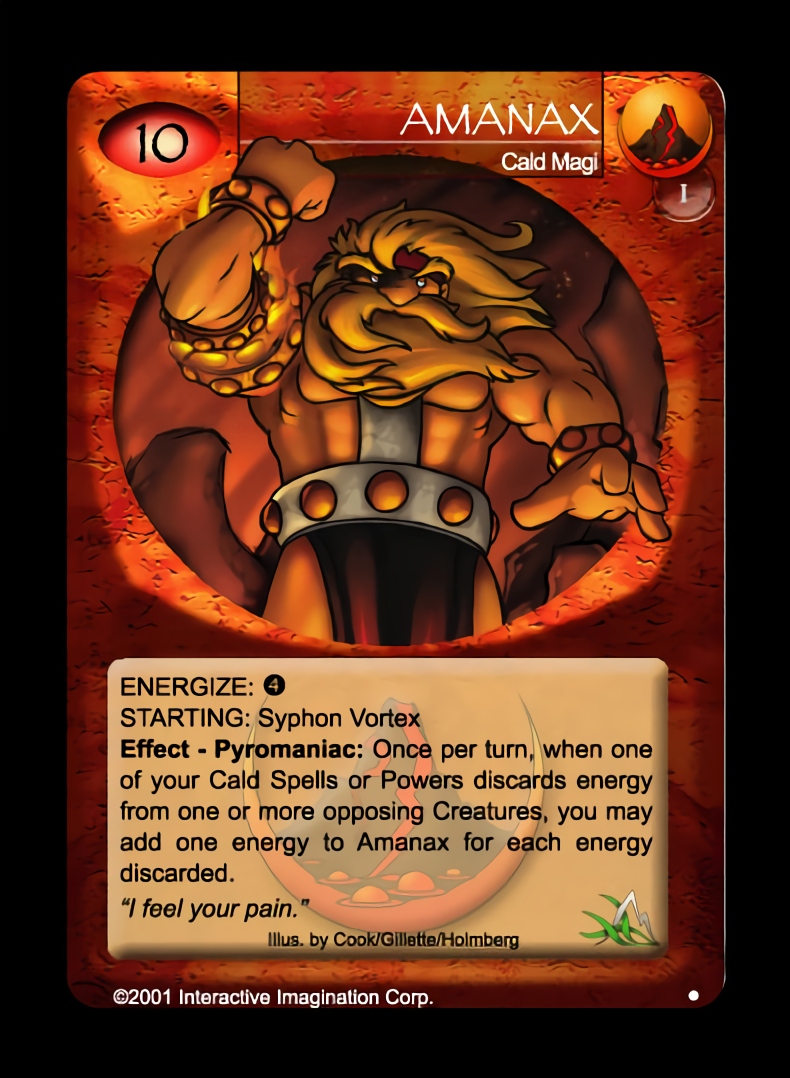 10
AMANAX
Cald Magi
I
ENERGIZE: 4
STARTING: Syphon Vortex
Effect - Pyromaniac: Once per turn, when one
of your Cald Spells or Powers discards energy
from one or more opposing Creatures, you may
add one energy to Amanax for each energy
discarded.
“I feel your pain.”
Illus. by Cook/Gillette/Holmberg
©2001 Interactive Imagination Corp.